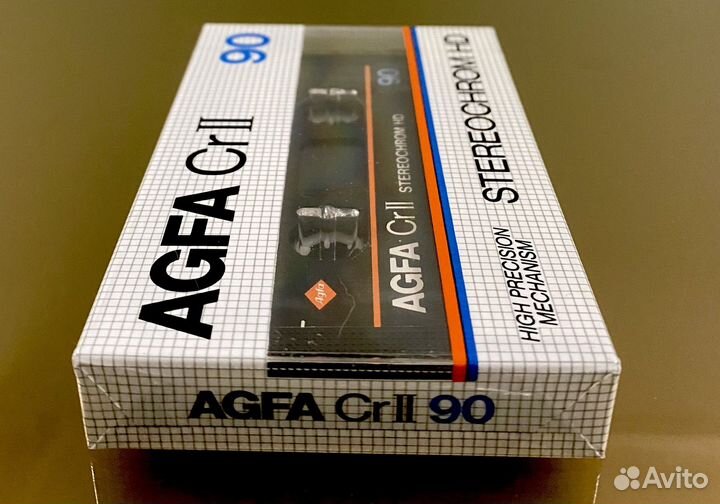 AGFA Cr II 90
AGFA Cr II STEREOCHROM HD 90
Agfa
HIGH PRECISION
MECHANISM
STEREOCHROM HD
AGFA Cr II 90
Avito